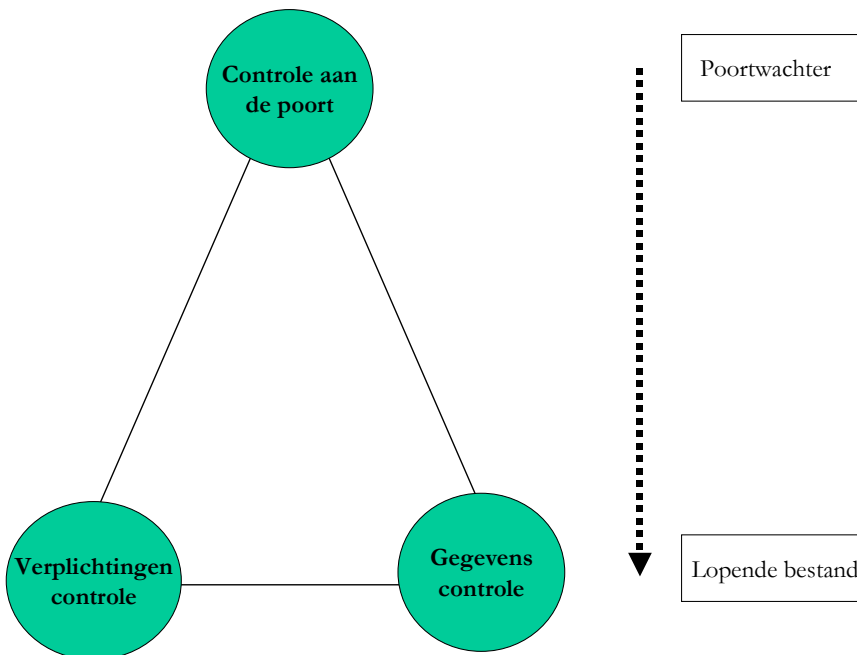 Controle aan
de poort
Poortwachter
Verplichtingen
controle
Gegevens
controle
Lopende bestand